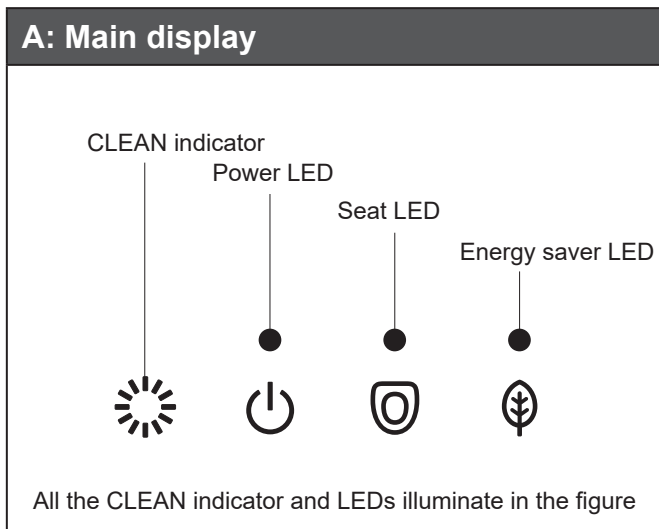 A: Main display
CLEAN indicator
Power LED
Seat LED
Energy saver LED
All the CLEAN indicator and LEDs illuminate in the figure